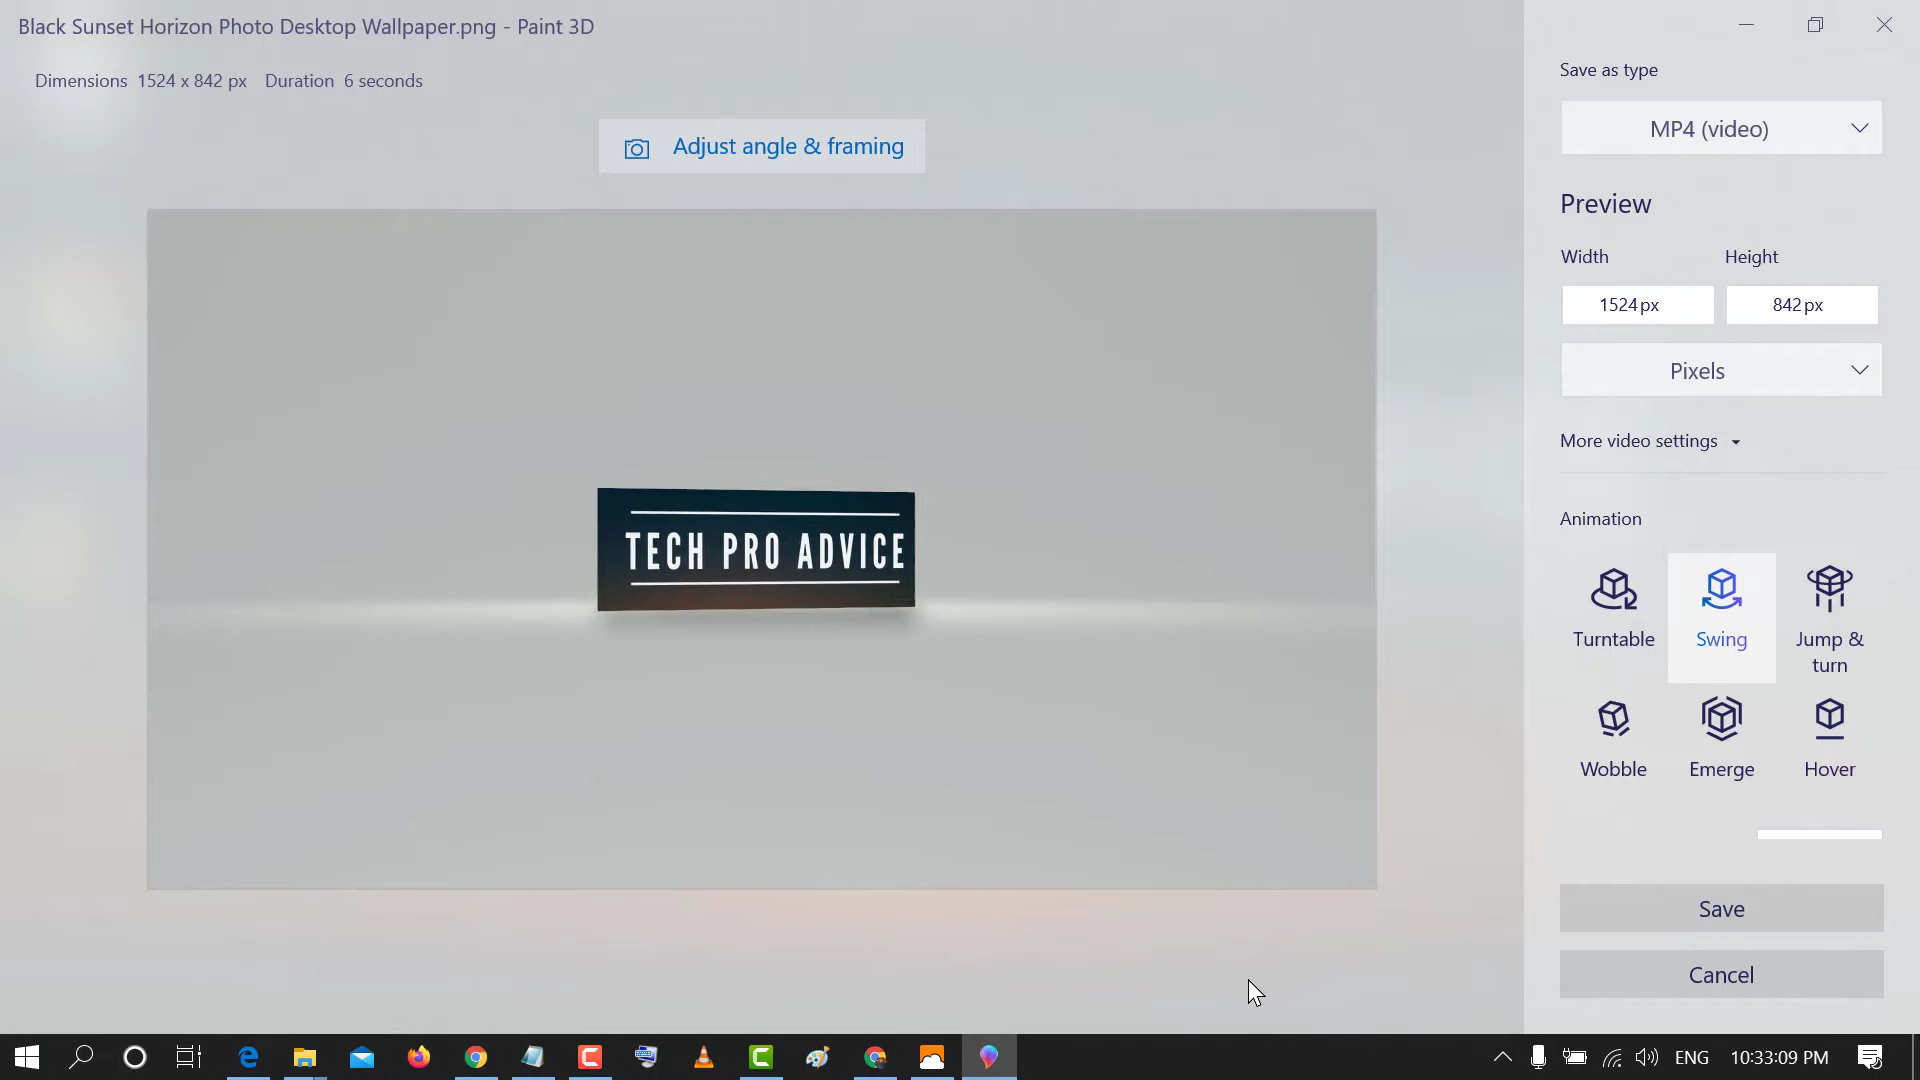 Black Sunset Horizon Photo Desktop Wallpaper.png - Paint 3D
Dimensions 1524 x 842 px Duration 6 seconds
Adjust angle & framing
TECH PRO ADVICE
Save as type
MP4 (video)
Preview
Width Height
1524 px 842 px
Pixels
More video settings
Animation
Turntable Swing Jump & turn
Wobble Emerge Hover
Save
Cancel
ENG 10:33:09 PM